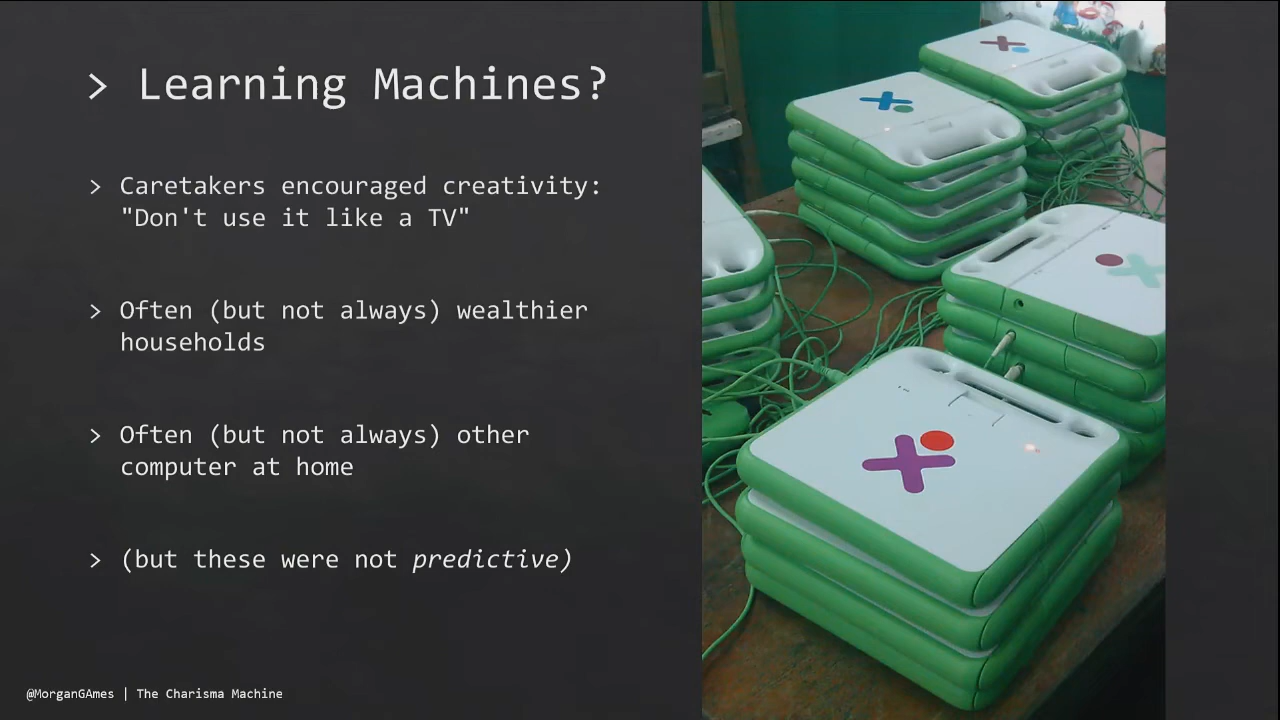 > Learning Machines?
> Caretakers encouraged creativity:
"Don't use it like a TV"
> Often (but not always) wealthier
households
> Often (but not always) other
computer at home
> (but these were not predictive)
@MorganGAmes | The Charisma Machine